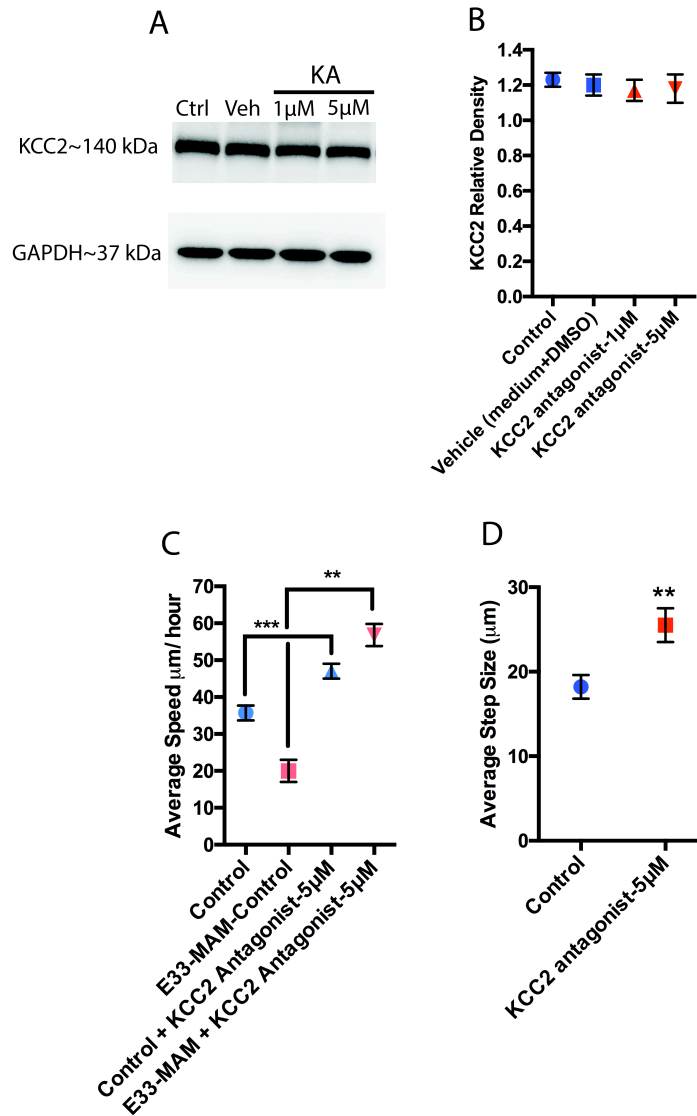 A
KA
Ctrl Veh 1μM 5μM
KCC2~140 kDa
GAPDH~37 kDa
B
KCC2 Relative Density
1.4
1.2
1.0
0.8
0.6
0.4
0.2
0.0
Control
Vehicle (medium+DMSO)
KCC2 antagonist-1μM
KCC2 antagonist-5μM
C
Average Speed μm/ hour
70
60
50
40
30
20
10
0
***
**
Control
E33-MAM-Control
Control + KCC2 Antagonist-5μM
E33-MAM + KCC2 Antagonist-5μM
D
Average Step Size (μm)
30
20
10
0
**
Control
KCC2 antagonist-5μM